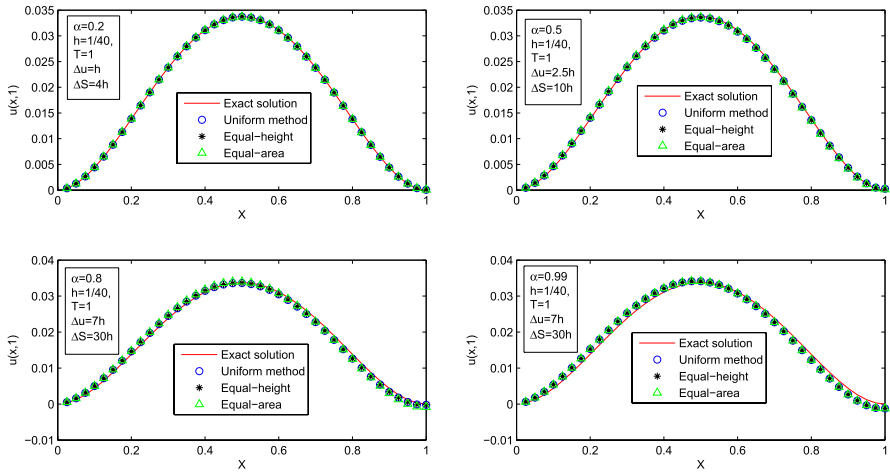 α=0.2
h=1/40,
T=1
Δu=h
ΔS=4h
Exact solution
Uniform method
Equal−height
Equal−area
u(x,1)
0.035
0.03
0.025
0.02
0.015
0.01
0.005
0
0 0.2 0.4 0.6 0.8 1
X
α=0.5
h=1/40,
T=1
Δu=2.5h
ΔS=10h
Exact solution
Uniform method
Equal−height
Equal−area
u(x,1)
0.035
0.03
0.025
0.02
0.015
0.01
0.005
0
0 0.2 0.4 0.6 0.8 1
X
α=0.8
h=1/40,
T=1
Δu=7h
ΔS=30h
Exact solution
Uniform method
Equal−height
Equal−area
u(x,1)
0.04
0.03
0.02
0.01
0
−0.01
0 0.2 0.4 0.6 0.8 1
X
α=0.99
h=1/40,
T=1
Δu=7h
ΔS=30h
Exact solution
Uniform method
Equal−height
Equal−area
u(x,1)
0.04
0.03
0.02
0.01
0
−0.01
0 0.2 0.4 0.6 0.8 1
X